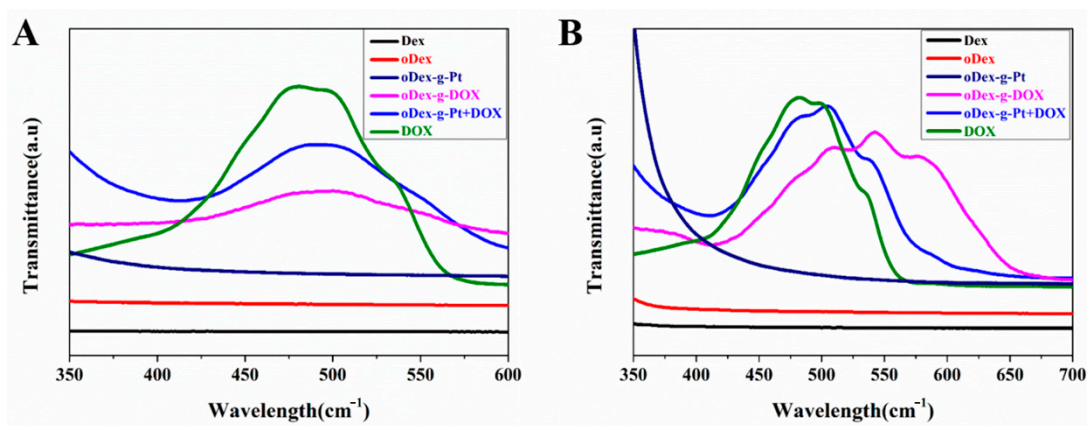 A
Dex
oDex
oDex-g-Pt
oDex-g-DOX
oDex-g-Pt+DOX
DOX
Transmittance(a.u)
350 400 450 500 550 600
Wavelength(cm⁻¹)
B
Dex
oDex
oDex-g-Pt
oDex-g-DOX
oDex-g-Pt+DOX
DOX
Transmittance(a.u)
350 400 450 500 550 600 650 700
Wavelength(cm⁻¹)